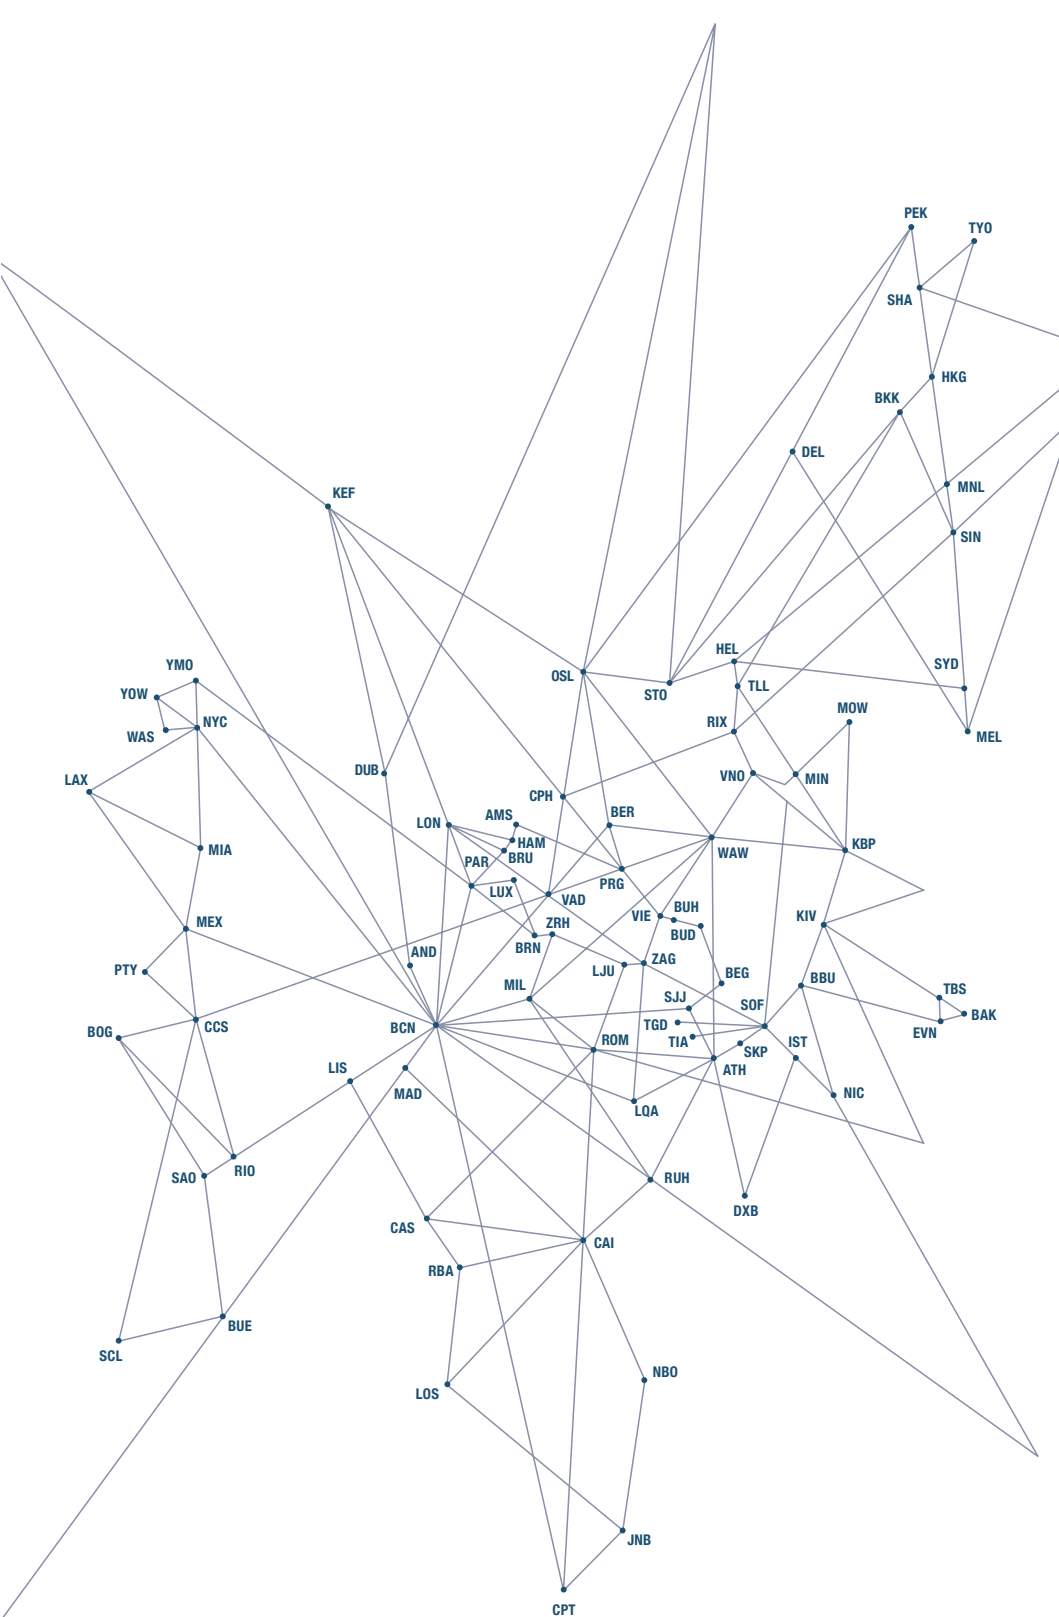 PEK
TYO
SHA
HKG
BKK
DEL
MNL
KEF
SIN
HEL
YMO
OSL
SYD
TLL
STO
YOW
MOW
NYC
RIX
WAS
MEL
DUB
VNO
MIN
LAX
CPH
AMS
BER
LON
HAM
KBP
MIA
WAW
BRU
PAR
PRG
LUX
VAD
BUH
VIE
KIV
MEX
ZRH
BUD
BRN
AND
ZAG
PTY
LJU
BEG
BBU
MIL
TBS
SJJ
SOF
BAK
TGD
CCS
BCN
BOG
EVN
ROM
TIA
IST
SKP
LIS
ATH
MAD
NIC
LQA
RIO
SAO
RUH
DXB
CAS
CAI
RBA
BUE
SCL
NBO
LOS
JNB
CPT